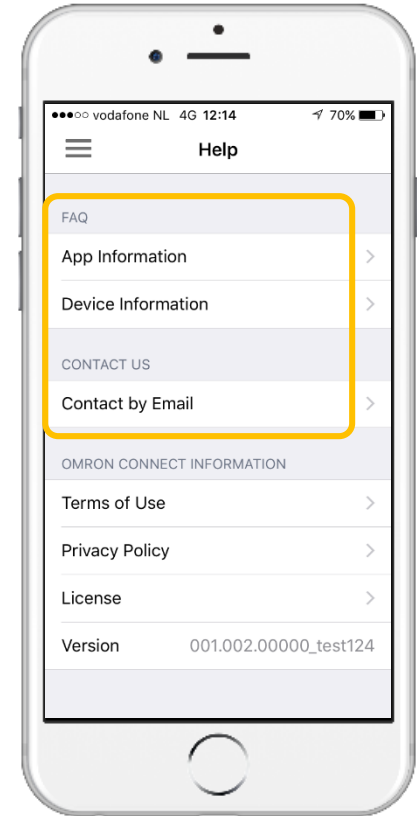 vodafone NL 4G 12:14 70%
Help
FAQ
App Information
Device Information
CONTACT US
Contact by Email
OMRON CONNECT INFORMATION
Terms of Use
Privacy Policy
License
Version 001.002.00000_test124